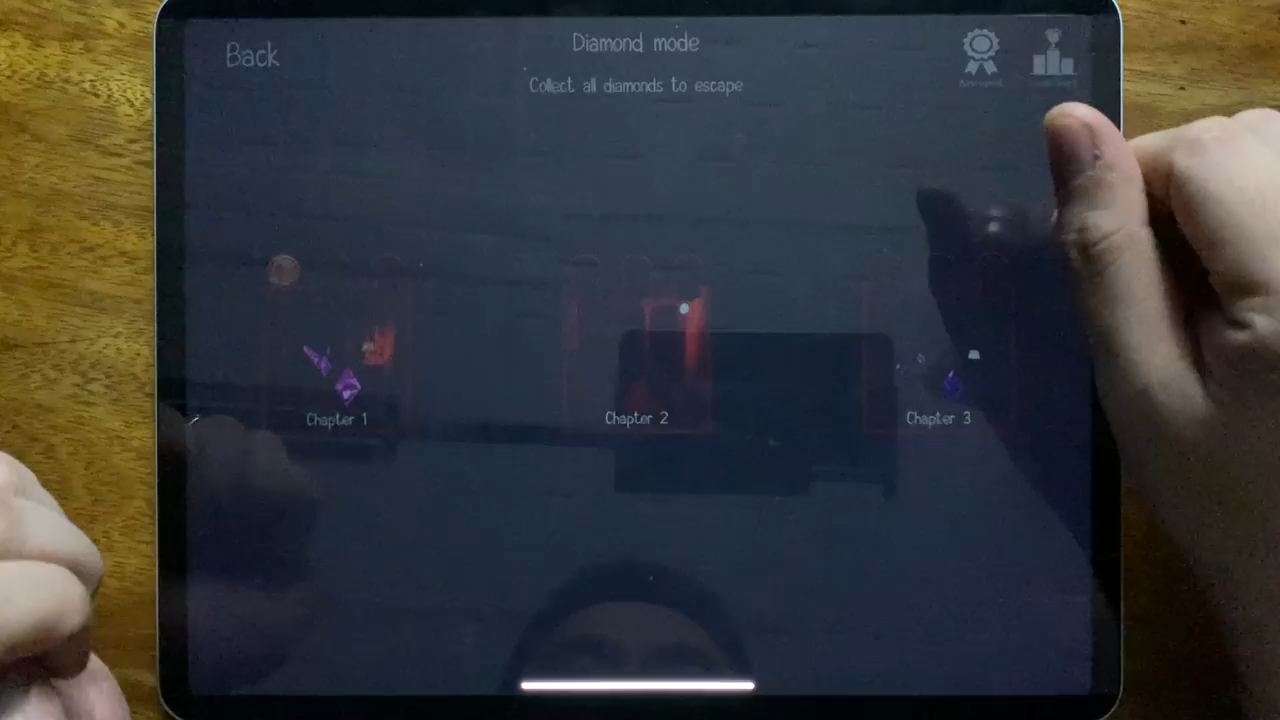 Back
Diamond mode
Collect all diamonds to escape
Chapter 1
Chapter 2
Chapter 3